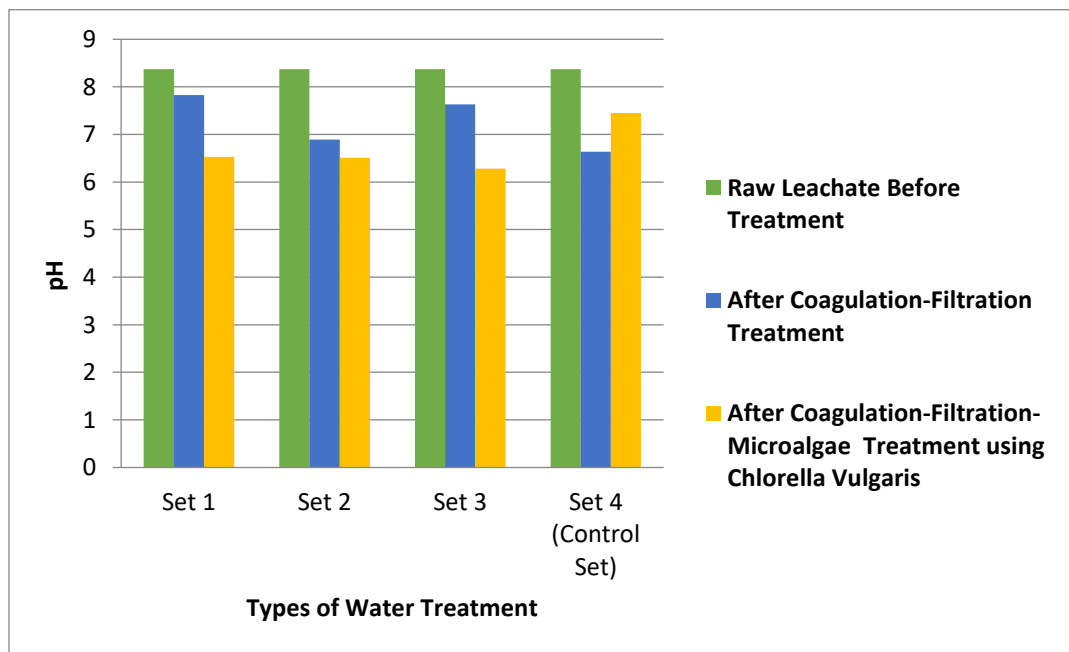 9
8
7
6
5
4
3
2
1
0
pH
Set 1
Set 2
Set 3
Set 4
(Control
Set)
Types of Water Treatment
Raw Leachate Before
Treatment
After Coagulation-Filtration
Treatment
After Coagulation-Filtration-
Microalgae Treatment using
Chlorella Vulgaris